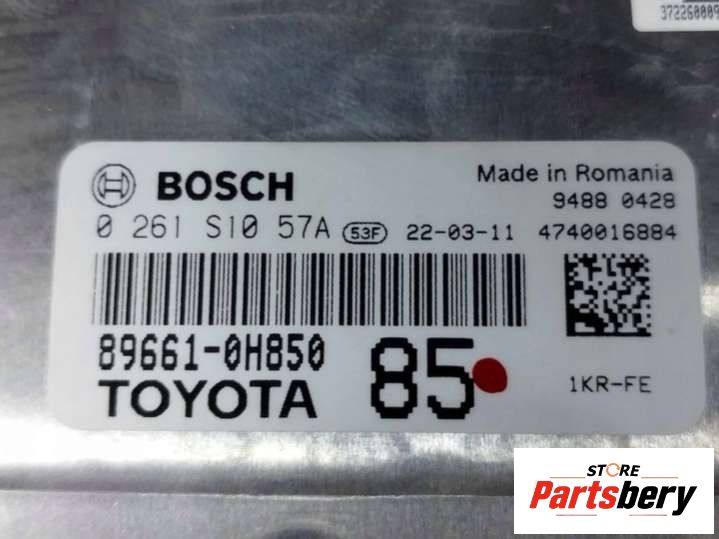 372260009
BOSCH
Made in Romania
9488 0428
0 261 S10 57A 53F 22-03-11 4740016884
89661-0H850
85
TOYOTA
1KR-FE
STORE
Partsbery